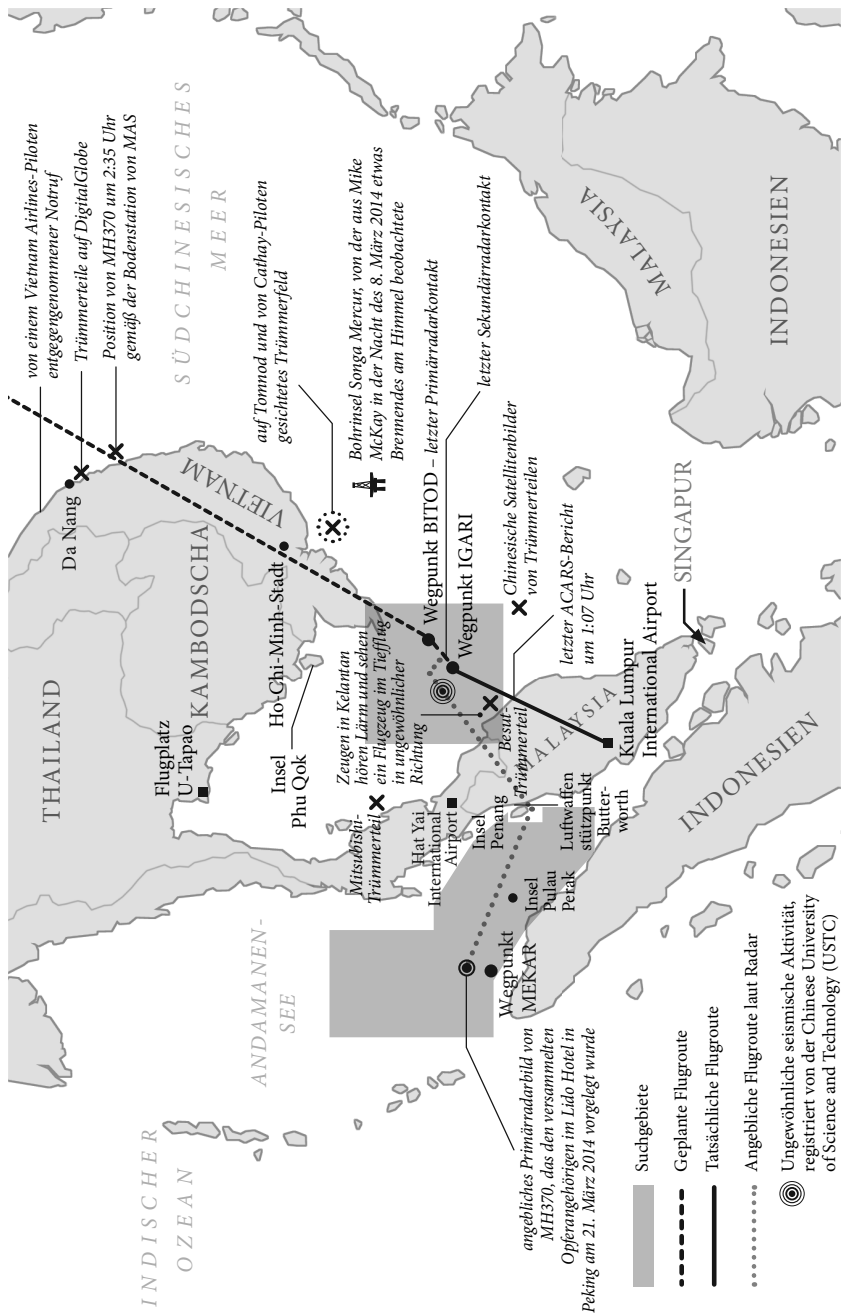 INDISCHER
OZEAN
ANDAMANEN-
SEE
THAILAND
Flugplatz
U-Tapao
KAMBODSCHA
Insel
Phu Qok
Ho-Chi-Minh-Stadt
VIETNAM
Da Nang
von einem Vietnam Airlines-Piloten
entgegengenommener Notruf
Trümmerteile auf DigitalGlobe
Position von MH370 um 2:35 Uhr
gemäß der Bodenstation von MAS
SÜDCHINESISCHES
MEER
auf Tomnod und von Cathay-Piloten
gesichtetes Trümmerfeld
Bohrinsel Songa Mercur, von der aus Mike
McKay in der Nacht des 8. März 2014 etwas
Brennendes am Himmel beobachtete
Wegpunkt BITOD – letzter Primärradarkontakt
Wegpunkt IGARI
letzter Sekundärradarkontakt
Zeugen in Kelantan
hören Lärm und sehen
ein Flugzeug im Tiefflug
in ungewöhnlicher
Richtung
Mitsubishi-
Trümmerteil
Hat Yai
International
Airport
Insel
Penang
Besut-
Trümmerteil
Chinesische Satellitenbilder
von Trümmerteilen
letzter ACARS-Bericht
um 1:07 Uhr
MALAYSIA
Luftwaffen
stützpunkt
Butter-
worth
Insel
Pulau
Perak
Wegpunkt
MEKAR
Kuala Lumpur
International Airport
SINGAPUR
MALAYSIA
INDONESIEN
INDONESIEN
angebliches Primärradarbild von
MH370, das den versammelten
Opferangehörigen im Lido Hotel in
Peking am 21. März 2014 vorgelegt wurde
Suchgebiete
Geplante Flugroute
Tatsächliche Flugroute
Angebliche Flugroute laut Radar
Ungewöhnliche seismische Aktivität,
registriert von der Chinese University
of Science and Technology (USTC)